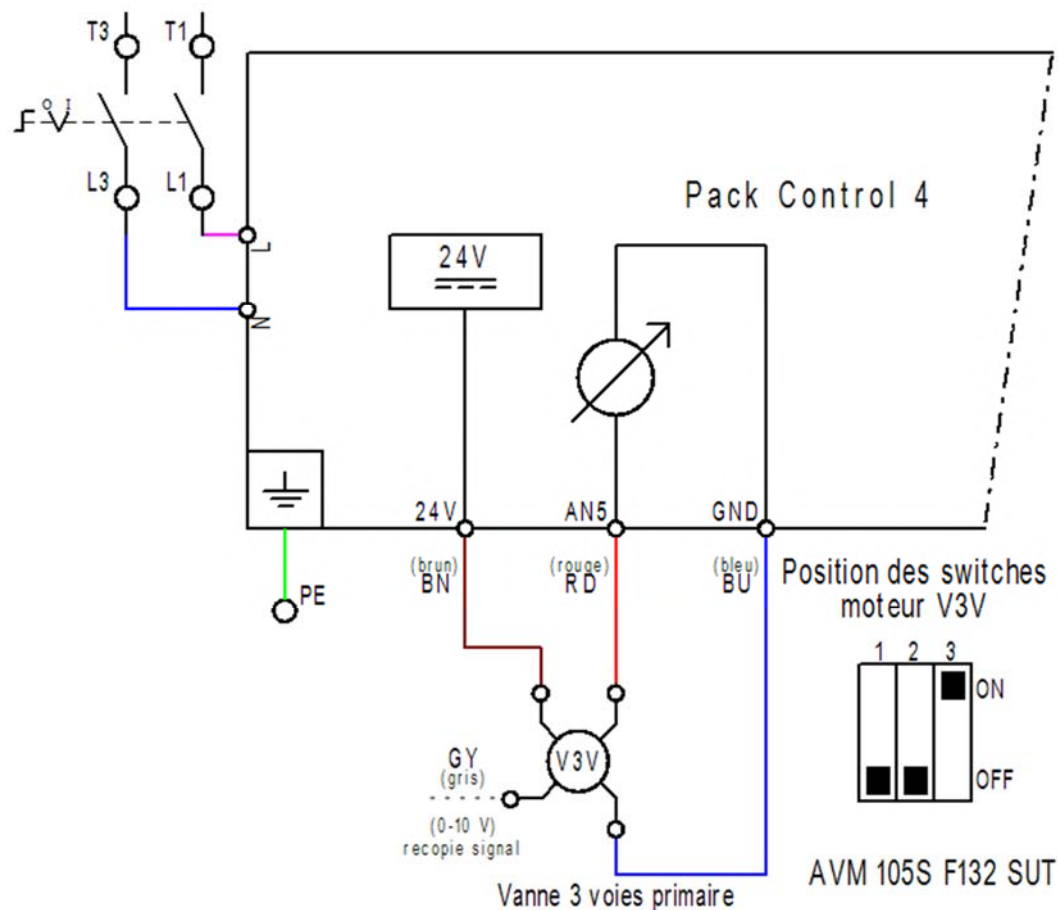 T3 T1
O I
L3 L1
Pack Control 4
L
24V
N
24V AN5 GND
(brun) (rouge) (bleu)
BN RD BU
PE
Position des switches
moteur V3V
1 2 3
ON
V3V
GY
(gris)
OFF
(0-10 V)
recopie signal
Vanne 3 voies primaire
AVM 105S F132 SUT